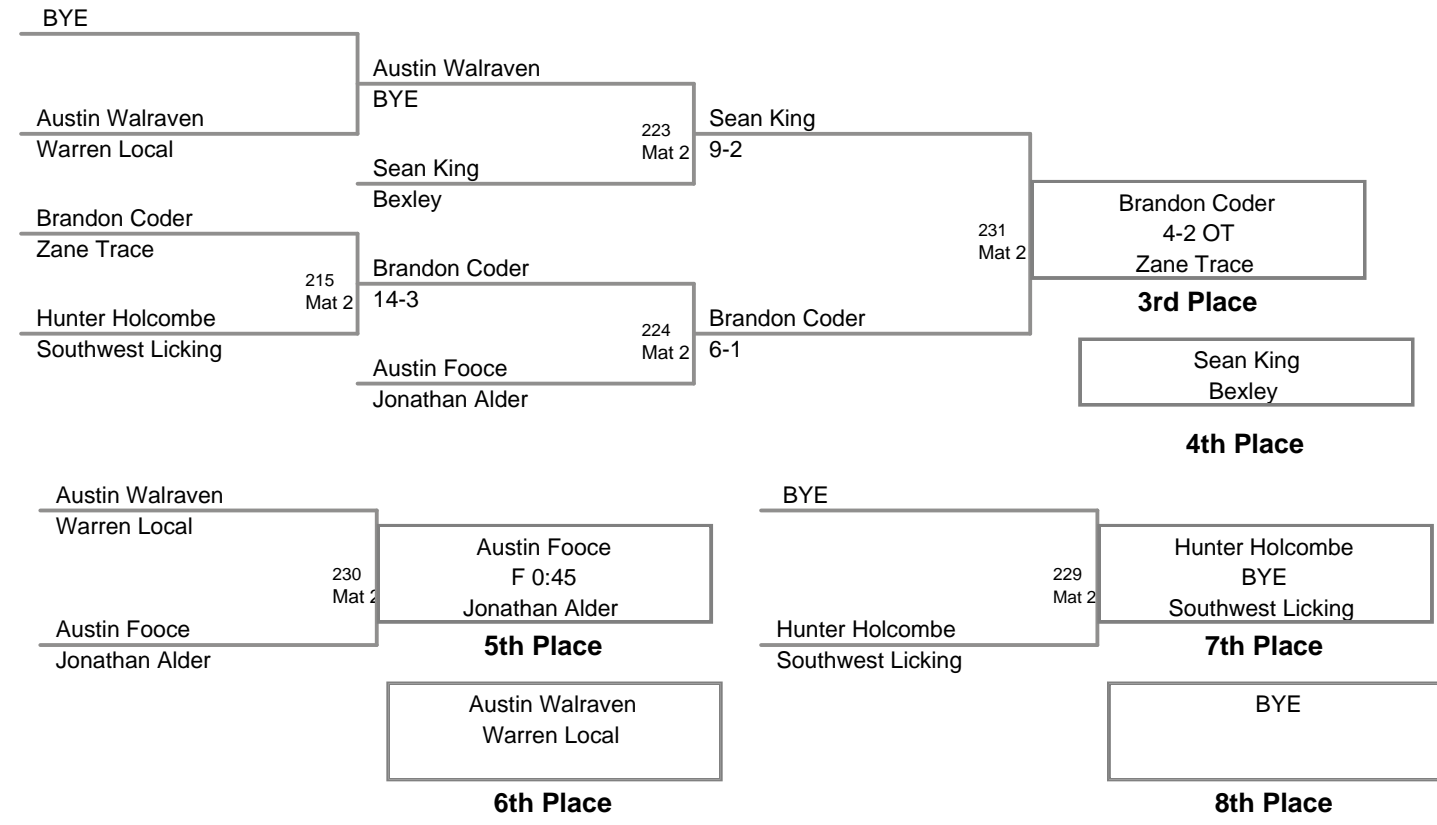 BYE
Austin Walraven
BYE
Austin Walraven
Warren Local
223
Mat 2
Sean King
9-2
Sean King
Bexley
Brandon Coder
Zane Trace
215
Mat 2
Brandon Coder
14-3
Hunter Holcombe
Southwest Licking
224
Mat 2
Brandon Coder
6-1
Austin Fooce
Jonathan Alder
231
Mat 2
Brandon Coder
4-2 OT
Zane Trace
3rd Place
Sean King
Bexley
4th Place
Austin Walraven
Warren Local
230
Mat 2
Austin Fooce
F 0:45
Jonathan Alder
Austin Fooce
Jonathan Alder
5th Place
Austin Walraven
Warren Local
6th Place
BYE
229
Mat 2
Hunter Holcombe
BYE
Southwest Licking
Hunter Holcombe
Southwest Licking
7th Place
BYE
8th Place